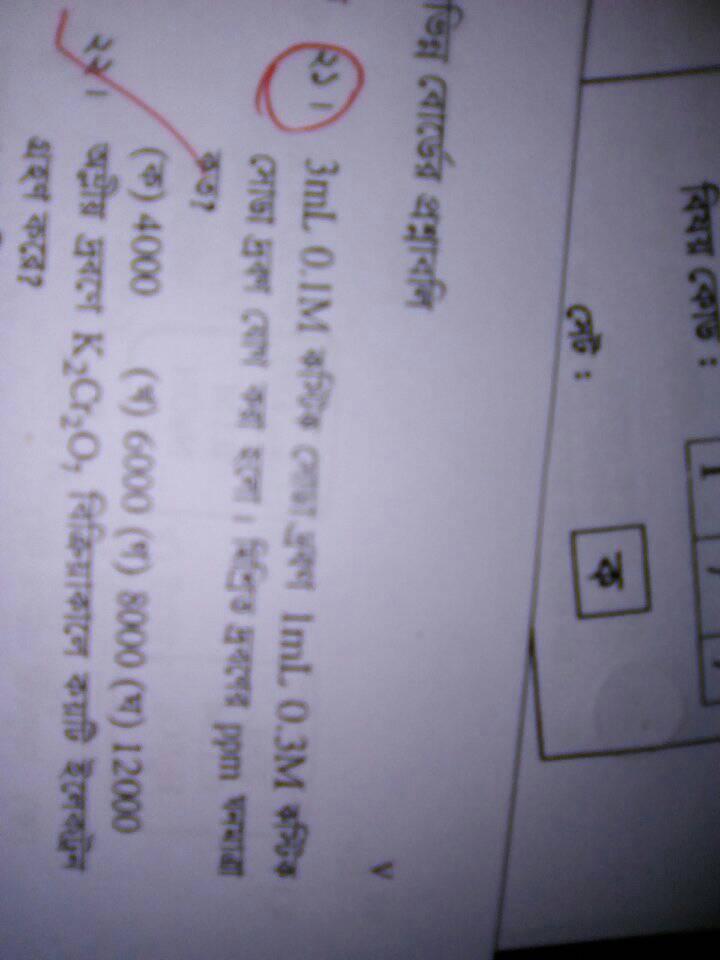 বিষয় কোড :
সেট :
ক
বোর্ডের প্রশ্নাবলি
২১। 3mL 0.1M কস্টিক সোডা দ্রবণে 1mL 0.3M কস্টিক
সোডা দ্রবণ যোগ করা হলো। মিশ্রিত দ্রবণের ppm ঘনমাত্রা
কত?
(ক) 4000 (খ) 6000 (গ) 8000 (ঘ) 12000
২২। অম্লীয় দ্রবণে K₂Cr₂O₇ বিক্রিয়াকালে কয়টি ইলেকট্রন
গ্রহণ করে?